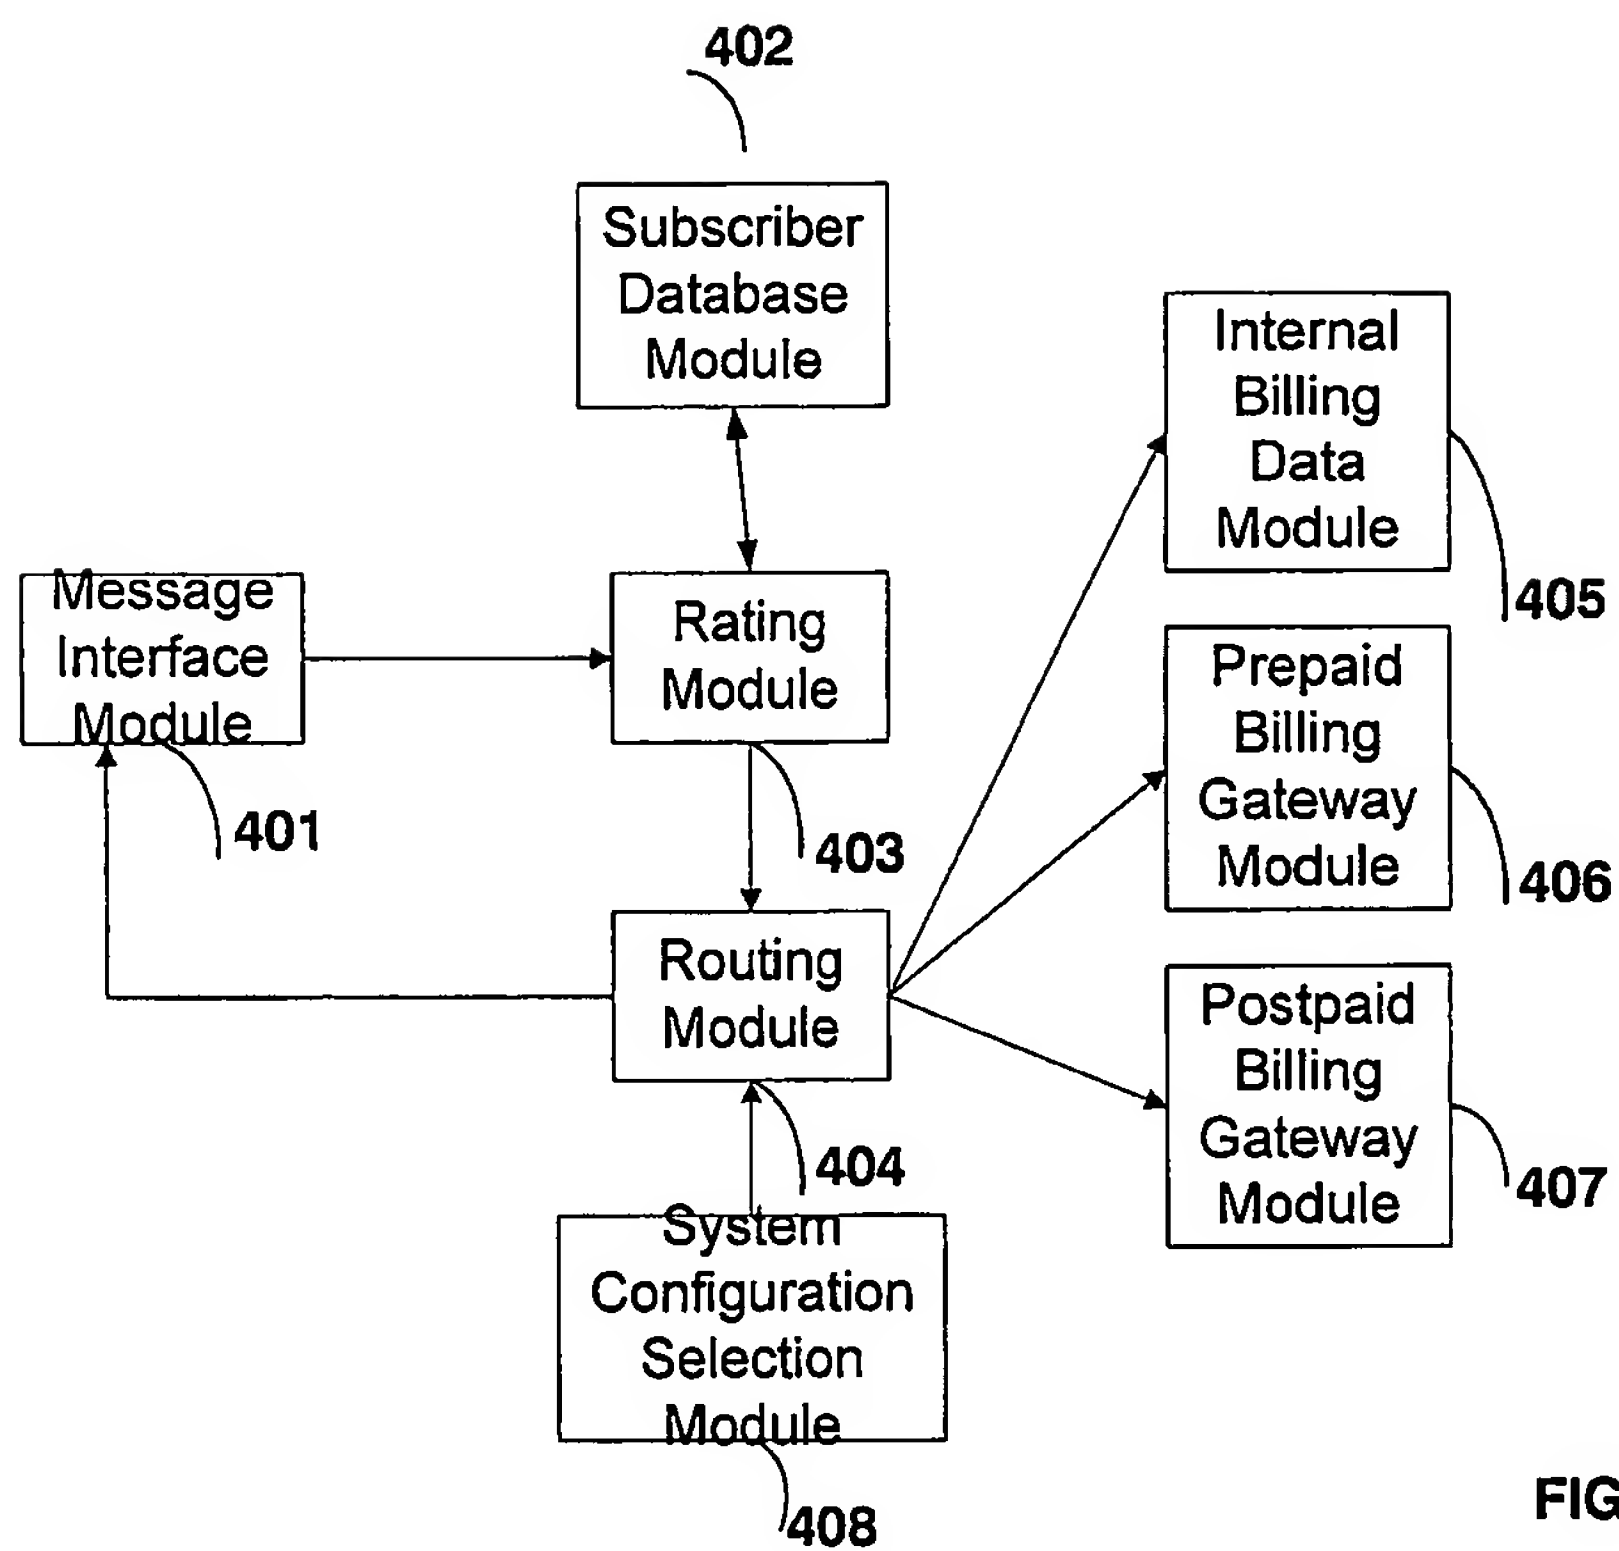 402
Subscriber
Database
Module
Internal
Billing
Data
Module
405
Message
Interface
Module
401
Rating
Module
403
Prepaid
Billing
Gateway
Module
406
Routing
Module
404
Postpaid
Billing
Gateway
Module
407
System
Configuration
Selection
Module
408
FIG